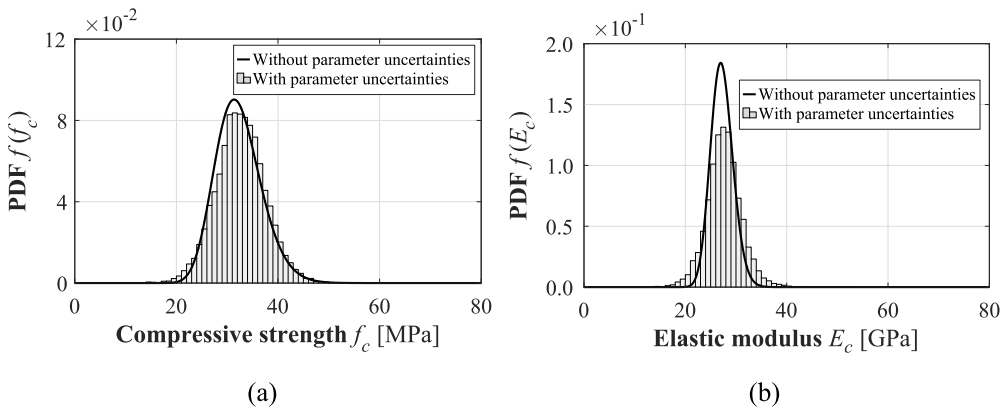 ×10⁻²
12
8
4
0
PDF f(f_c)
Without parameter uncertainties
With parameter uncertainties
0 20 40 60 80
Compressive strength f_c [MPa]
(a)
×10⁻¹
2.0
1.5
1.0
0.5
0.0
PDF f(E_c)
Without parameter uncertainties
With parameter uncertainties
0 20 40 60 80
Elastic modulus E_c [GPa]
(b)